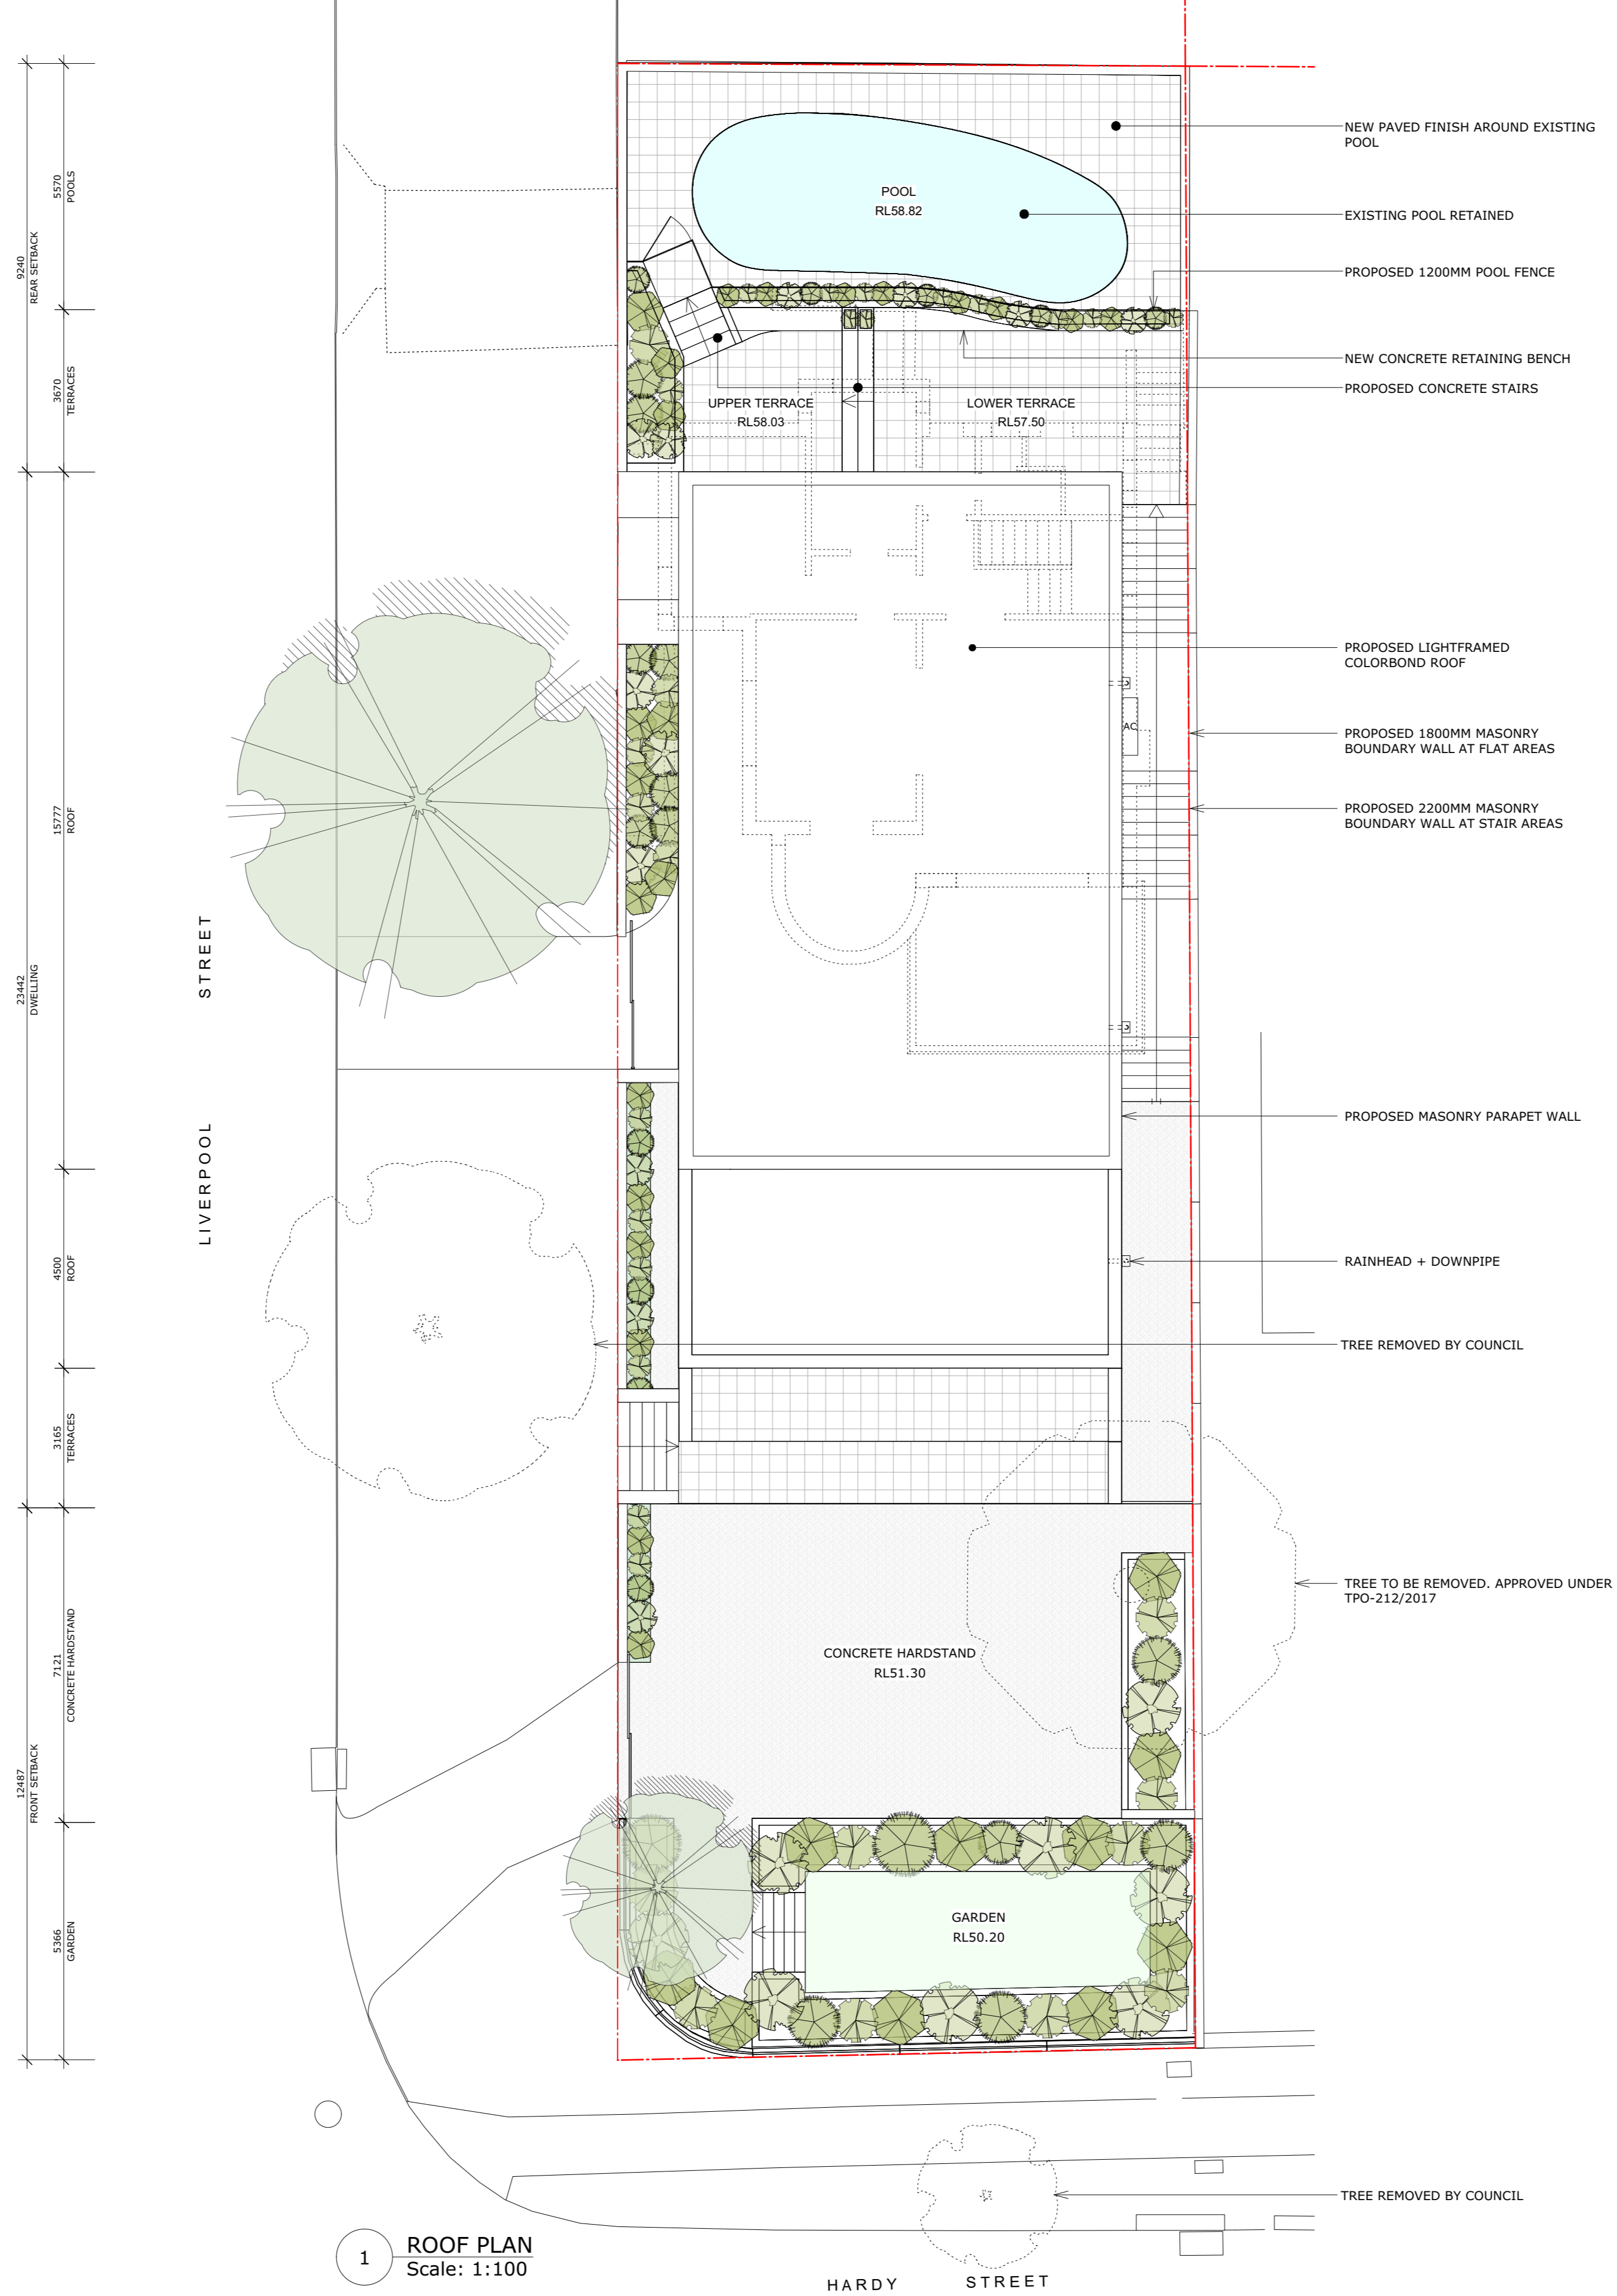 NEW PAVED FINISH AROUND EXISTING
POOL
POOL
RL58.82
EXISTING POOL RETAINED
PROPOSED 1200MM POOL FENCE
NEW CONCRETE RETAINING BENCH
PROPOSED CONCRETE STAIRS
UPPER TERRACE
RL58.03
LOWER TERRACE
RL57.50
PROPOSED LIGHTFRAMED
COLORBOND ROOF
AC
PROPOSED 1800MM MASONRY
BOUNDARY WALL AT FLAT AREAS
PROPOSED 2200MM MASONRY
BOUNDARY WALL AT STAIR AREAS
PROPOSED MASONRY PARAPET WALL
RAINHEAD + DOWNPIPE
TREE REMOVED BY COUNCIL
TREE TO BE REMOVED. APPROVED UNDER
TPO-212/2017
CONCRETE HARDSTAND
RL51.30
GARDEN
RL50.20
TREE REMOVED BY COUNCIL
9240
REAR SETBACK
23442
DWELLING
12487
FRONT SETBACK
5570
POOLS
3670
TERRACES
15777
ROOF
4500
ROOF
3165
TERRACES
7121
CONCRETE HARDSTAND
5366
GARDEN
LIVERPOOL STREET
1
ROOF PLAN
Scale: 1:100
HARDY STREET